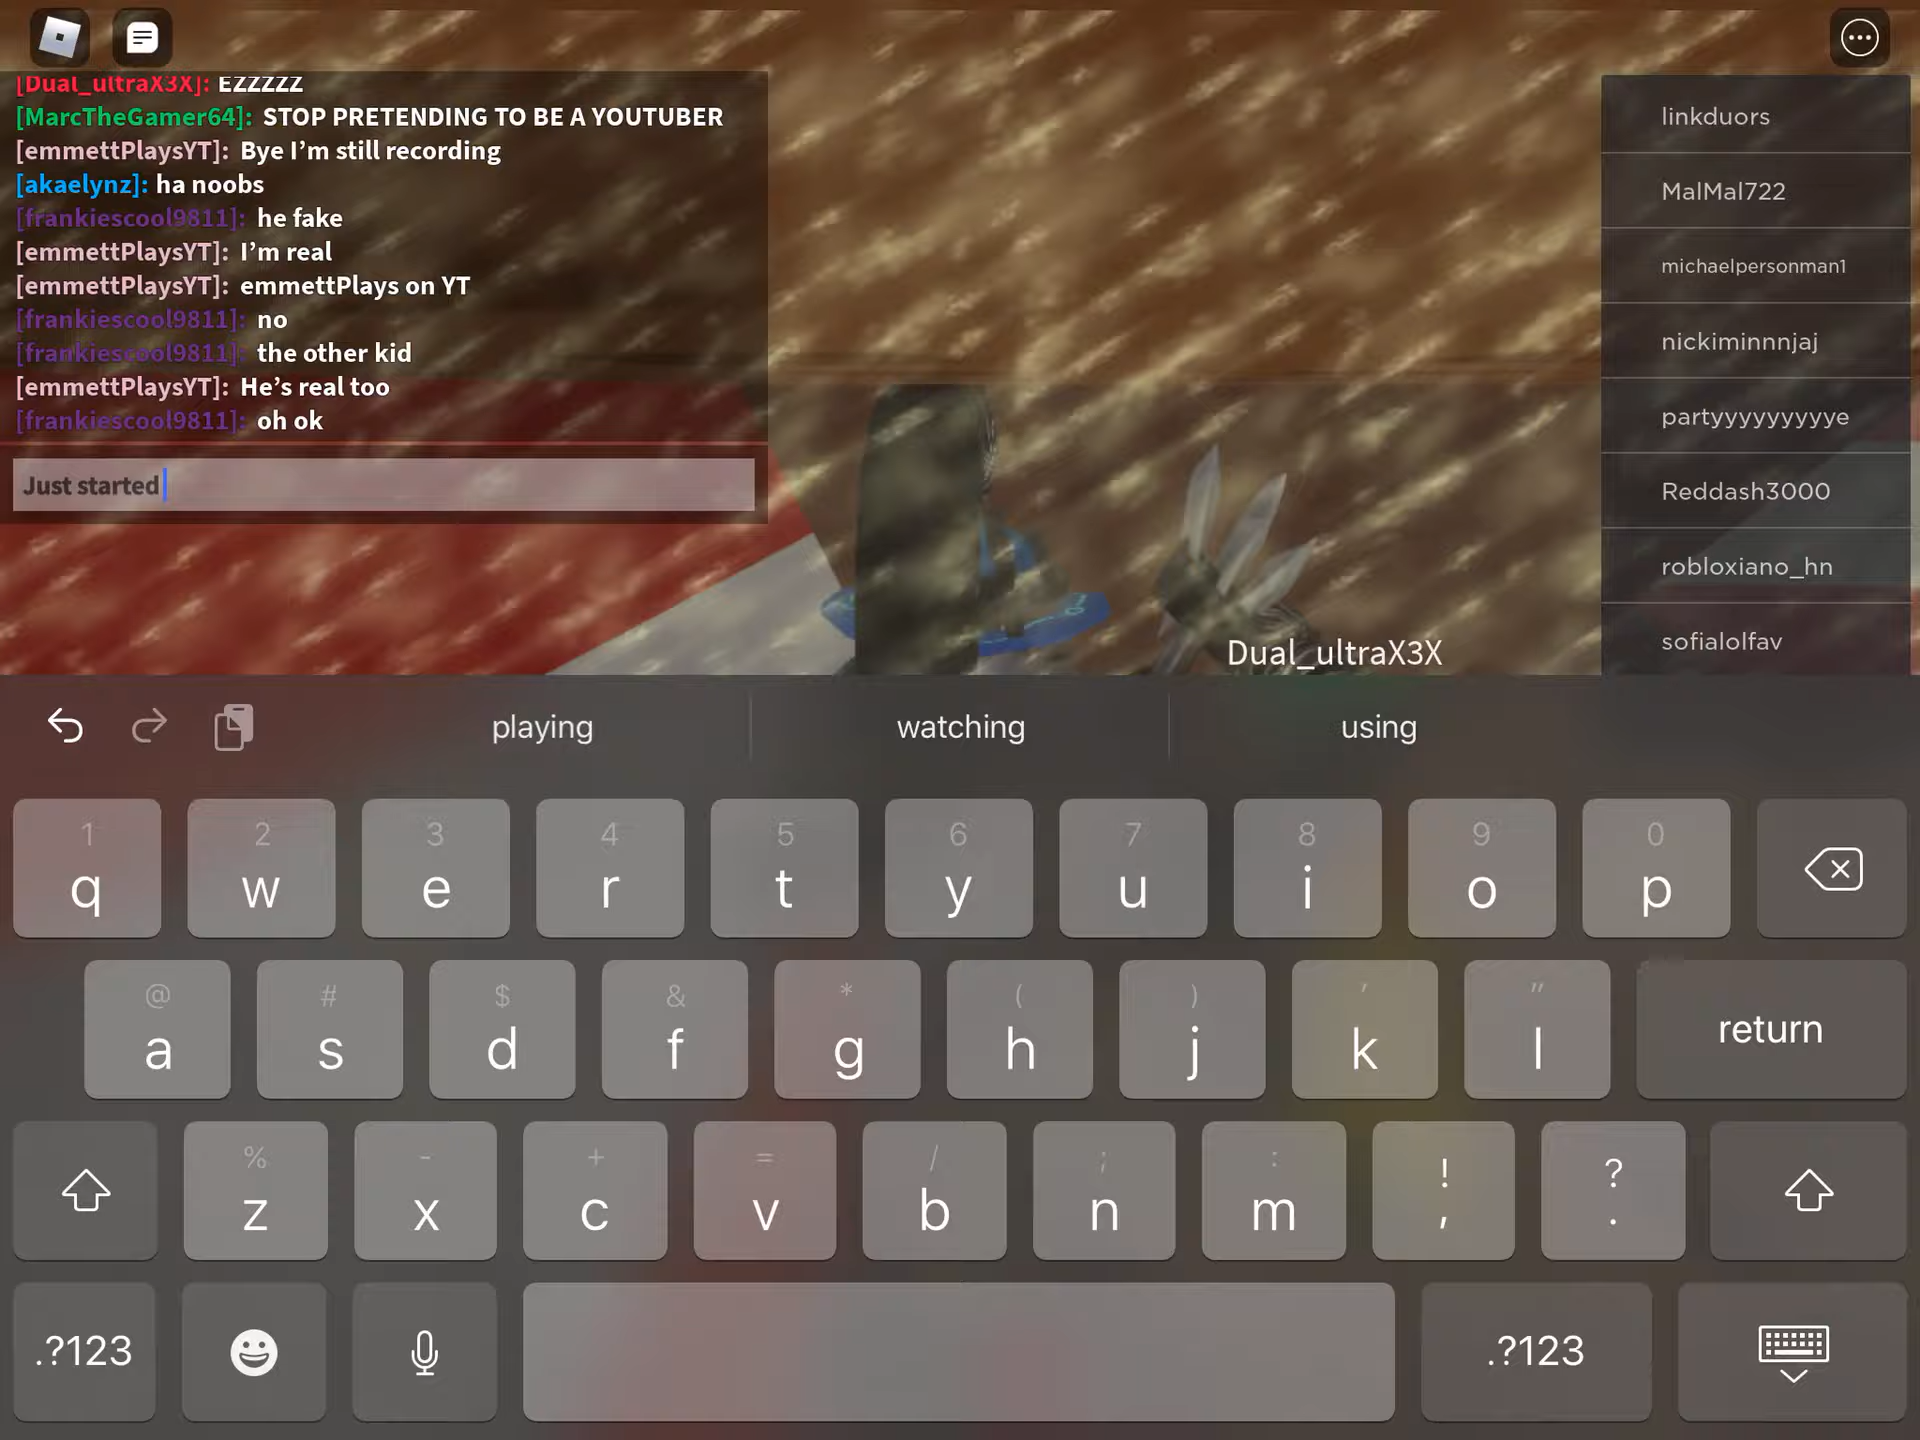 [Dual_ultraX3X]: EZZZZZ
[MarcTheGamer64]: STOP PRETENDING TO BE A YOUTUBER
[emmettPlaysYT]: Bye I’m still recording
[akaelynz]: ha noobs
[frankiescool9811]: he fake
[emmettPlaysYT]: I’m real
[emmettPlaysYT]: emmettPlays on YT
[frankiescool9811]: no
[frankiescool9811]: the other kid
[emmettPlaysYT]: He’s real too
[frankiescool9811]: oh ok
Just started
linkduors
MalMal722
michaelpersonman1
nickiminnnjaj
partyyyyyyyyye
Reddash3000
robloxiano_hn
sofialolfav
Dual_ultraX3X
playing watching using
1 2 3 4 5 6 7 8 9 0
q w e r t y u i o p
@ # $ & * ( ) ' "
a s d f g h j k l return
% - + = / ; : ! ?
z x c v b n m , .
.?123 .?123